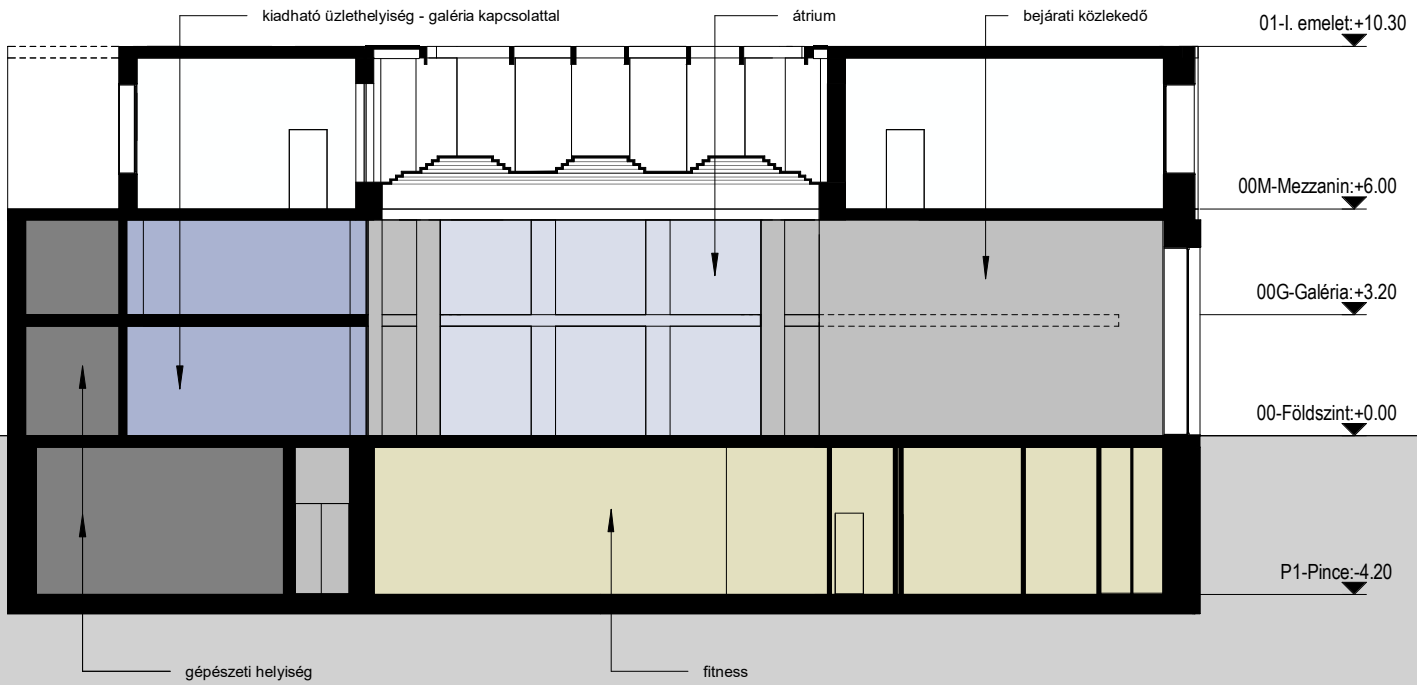 kiadható üzlethelyiség - galéria kapcsolattal
átrium
bejárati közlekedő
01-I. emelet:+10.30
00M-Mezzanin:+6.00
00G-Galéria:+3.20
00-Földszint:+0.00
P1-Pince:-4.20
gépészeti helyiség
fitness